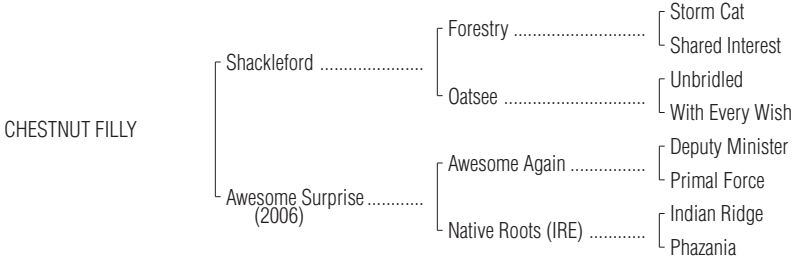 Storm Cat
Forestry ............................
Shared Interest
Shackleford ......................
Unbridled
Oatsee ..............................
With Every Wish
CHESTNUT FILLY
Deputy Minister
Awesome Again ................
Primal Force
Awesome Surprise ............
(2006)
Indian Ridge
Native Roots (IRE) ............
Phazania